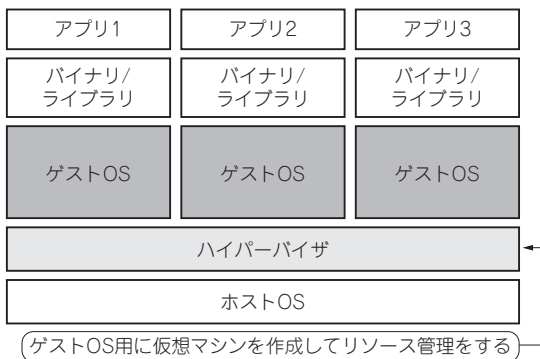 アプリ1
アプリ2
アプリ3
バイナリ/
ライブラリ
バイナリ/
ライブラリ
バイナリ/
ライブラリ
ゲストOS
ゲストOS
ゲストOS
ハイパーバイザ
ホストOS
ゲストOS用に仮想マシンを作成してリソース管理をする